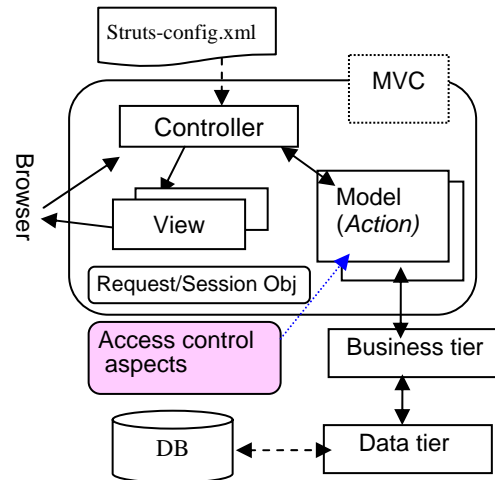 Struts-config.xml
MVC
Controller
Browser
View
Model
(Action)
Request/Session Obj
Access control
aspects
Business tier
DB
Data tier